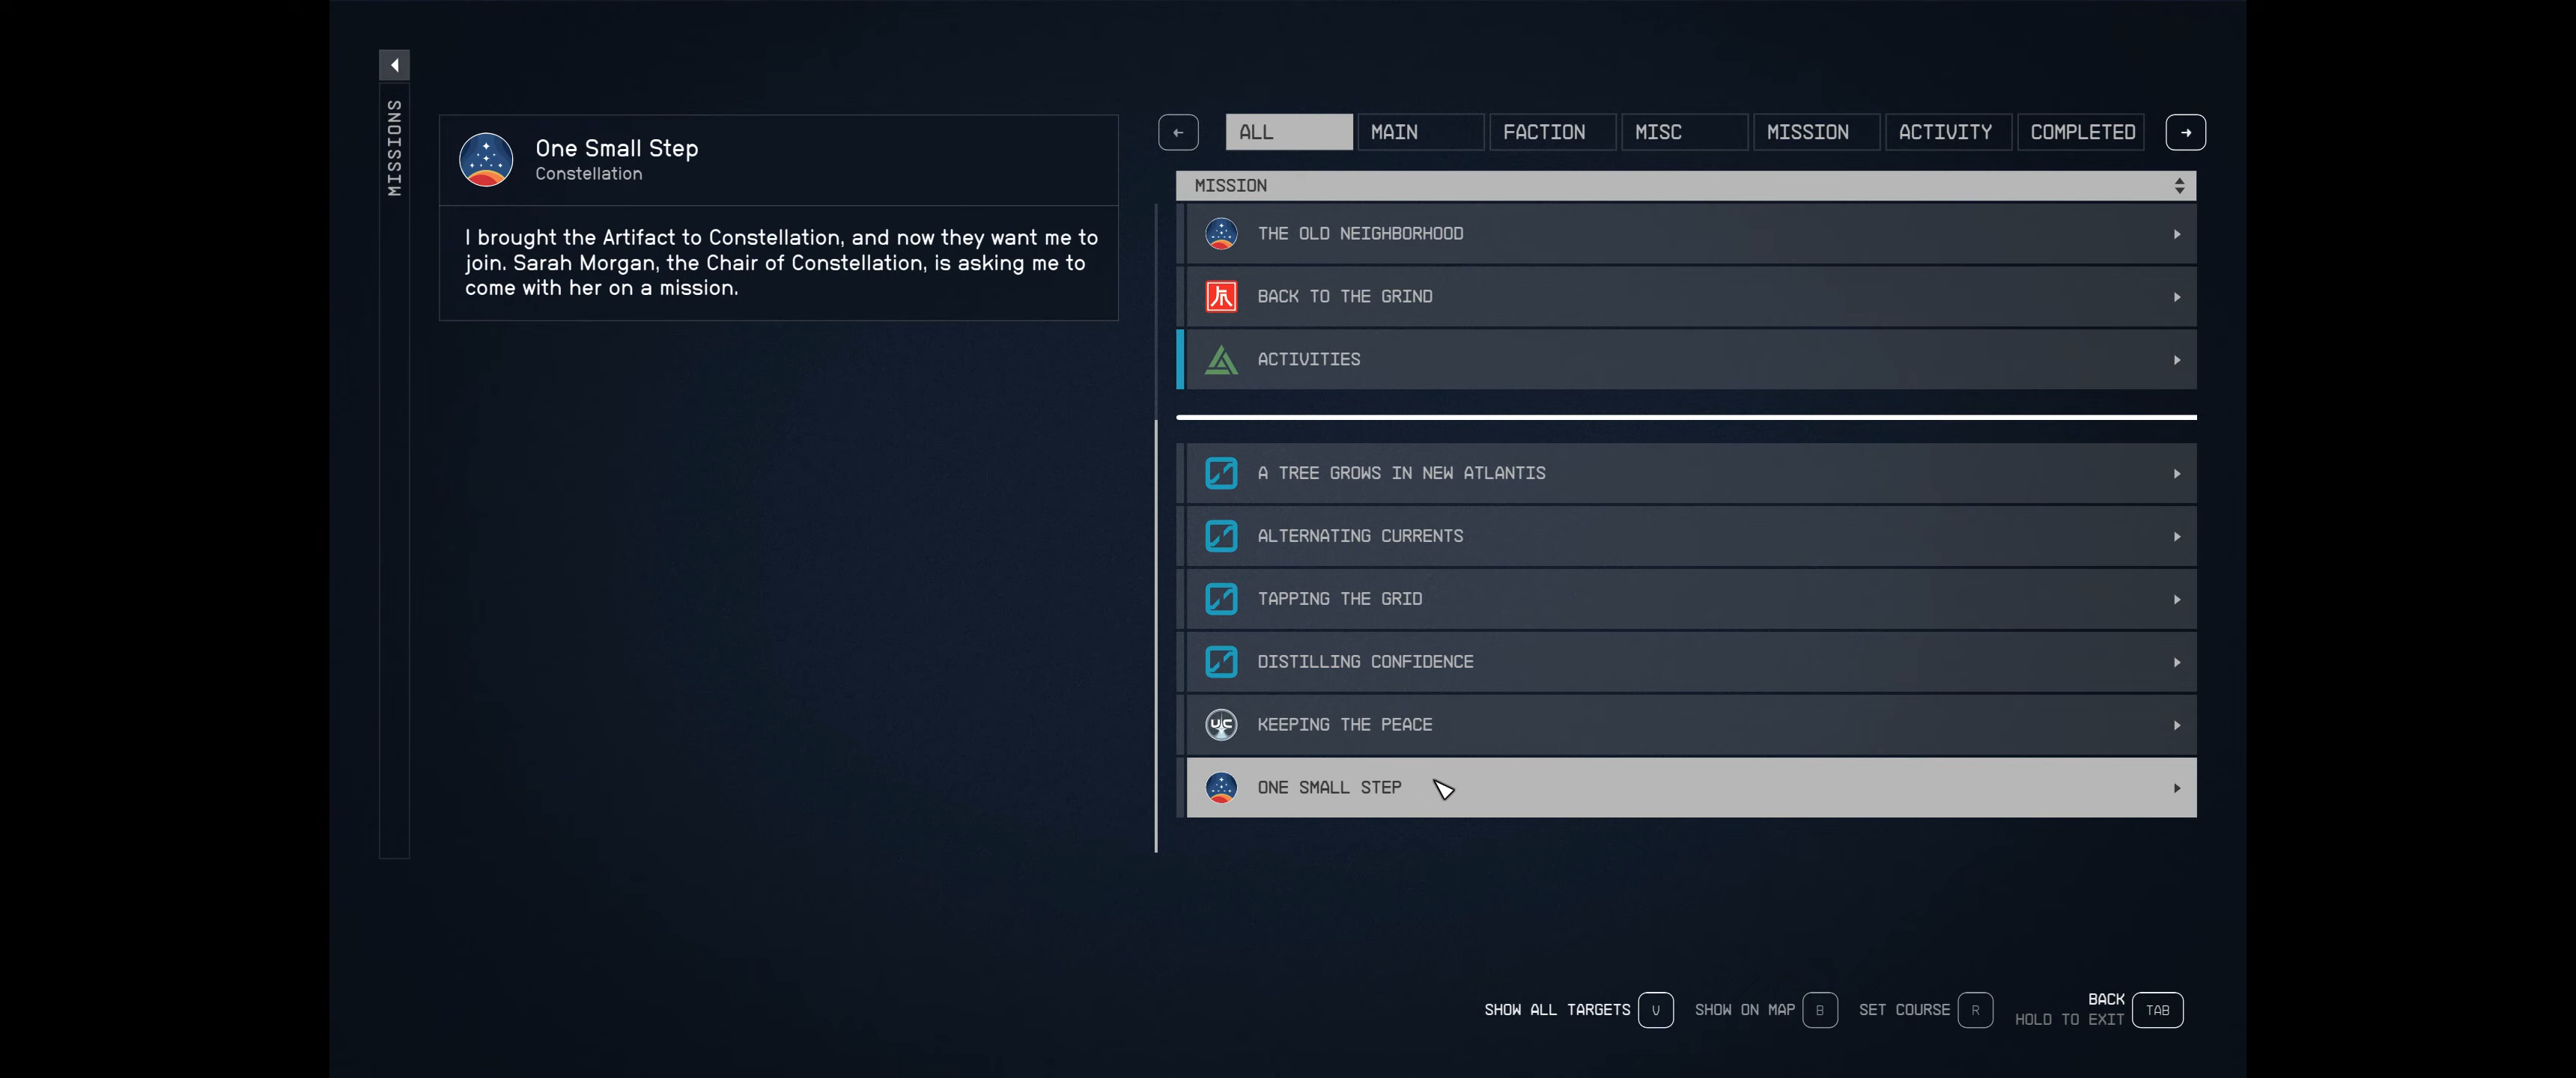 MISSIONS
One Small Step
Constellation
I brought the Artifact to Constellation, and now they want me to
join. Sarah Morgan, the Chair of Constellation, is asking me to
come with her on a mission.
ALL MAIN FACTION MISC MISSION ACTIVITY COMPLETED
MISSION
THE OLD NEIGHBORHOOD
BACK TO THE GRIND
ACTIVITIES
A TREE GROWS IN NEW ATLANTIS
ALTERNATING CURRENTS
TAPPING THE GRID
DISTILLING CONFIDENCE
UC KEEPING THE PEACE
ONE SMALL STEP
SHOW ALL TARGETS V SHOW ON MAP B SET COURSE R BACK TAB
HOLD TO EXIT